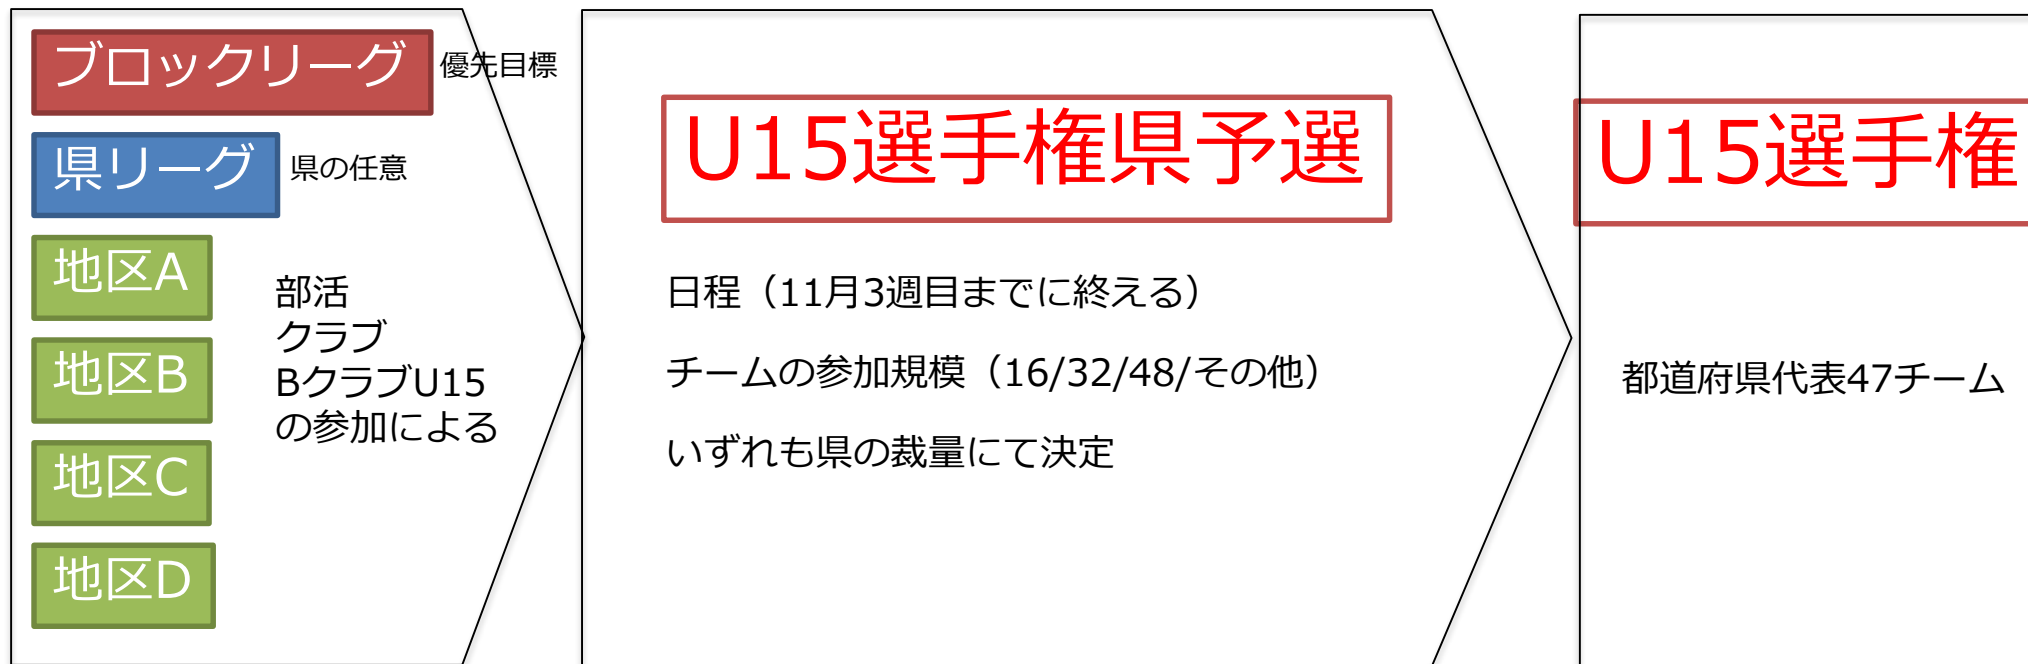 ブロックリーグ
優先目標
県リーグ
県の任意
地区A
地区B
地区C
地区D
部活
クラブ
BクラブU15
の参加による
U15選手権県予選
日程（11月3週目までに終える）
チームの参加規模（16/32/48/その他）
いずれも県の裁量にて決定
U15選手権
都道府県代表47チーム